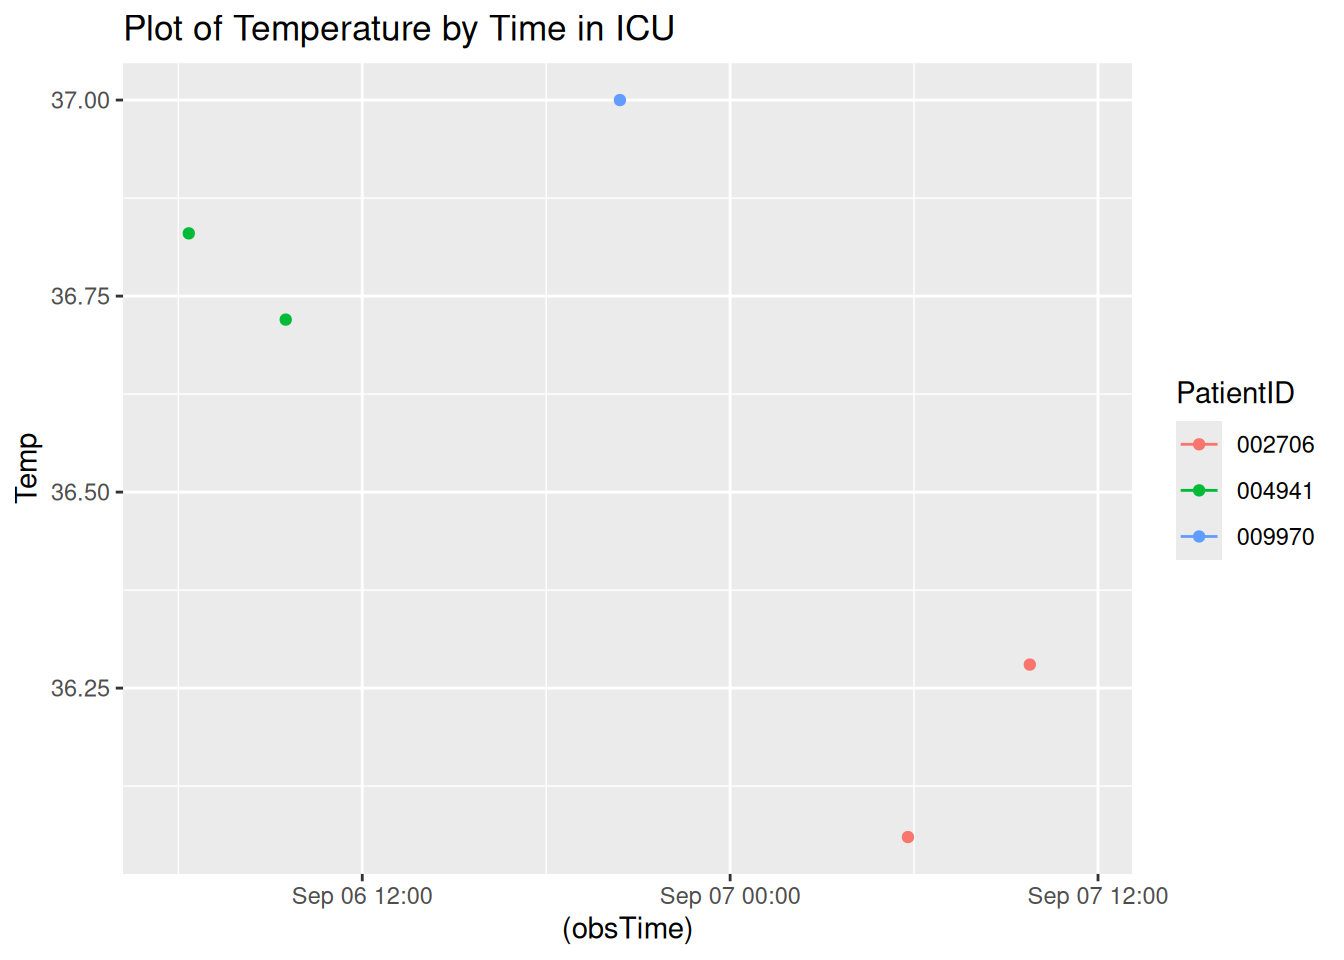 Plot of Temperature by Time in ICU
37.00
36.75
36.50
36.25
Temp
Sep 06 12:00
Sep 07 00:00
Sep 07 12:00
(obsTime)
PatientID
002706
004941
009970